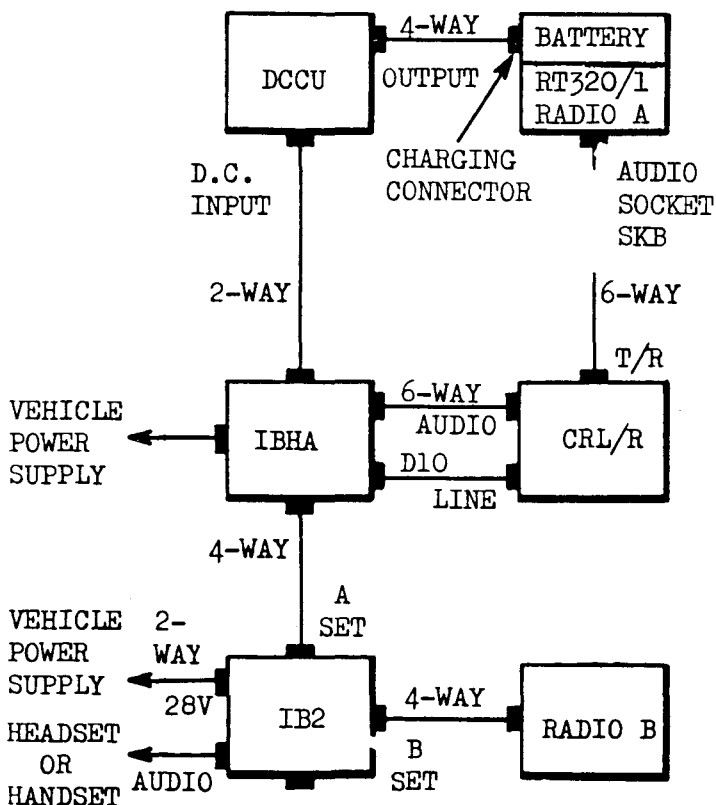 4-WAY
BATTERY
DCCU
OUTPUT
RT320/1
RADIO A
CHARGING
CONNECTOR
D.C.
INPUT
AUDIO
SOCKET
SKB
2-WAY
6-WAY
T/R
VEHICLE
POWER
SUPPLY
IBHA
6-WAY
AUDIO
D10
LINE
CRL/R
4-WAY
A
SET
VEHICLE
POWER
SUPPLY
2-
WAY
28V
HEADSET
OR
HANDSET
AUDIO
IB2
4-WAY
B
SET
RADIO B